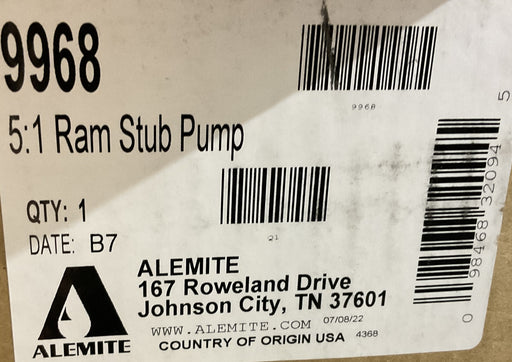 9968
9968
5:1 Ram Stub Pump
QTY: 1
Q1
DATE: B7
ALEMITE
167 Roweland Drive
Johnson City, TN 37601
WWW.ALEMITE.COM 07/08/22
COUNTRY OF ORIGIN USA 4368
ALEMITE
0 98468 32094 5